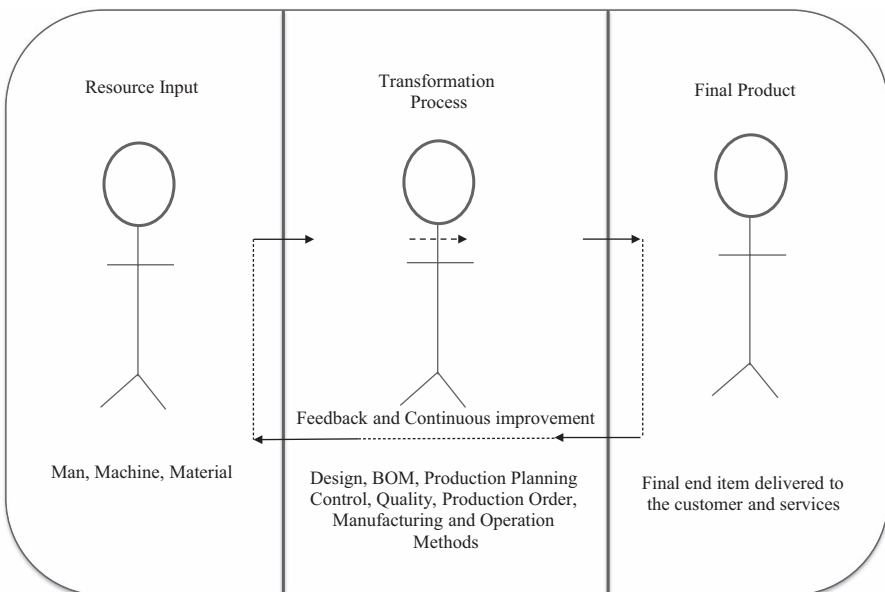 Resource Input
Transformation
Process
Final Product
Feedback and Continuous improvement
Man, Machine, Material
Design, BOM, Production Planning
Control, Quality, Production Order,
Manufacturing and Operation
Methods
Final end item delivered to
the customer and services